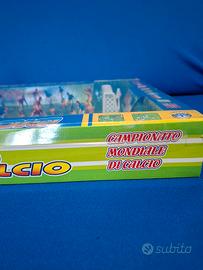 LCIO
CAMPIONATO
MONDIALE
DI CALCIO
subito